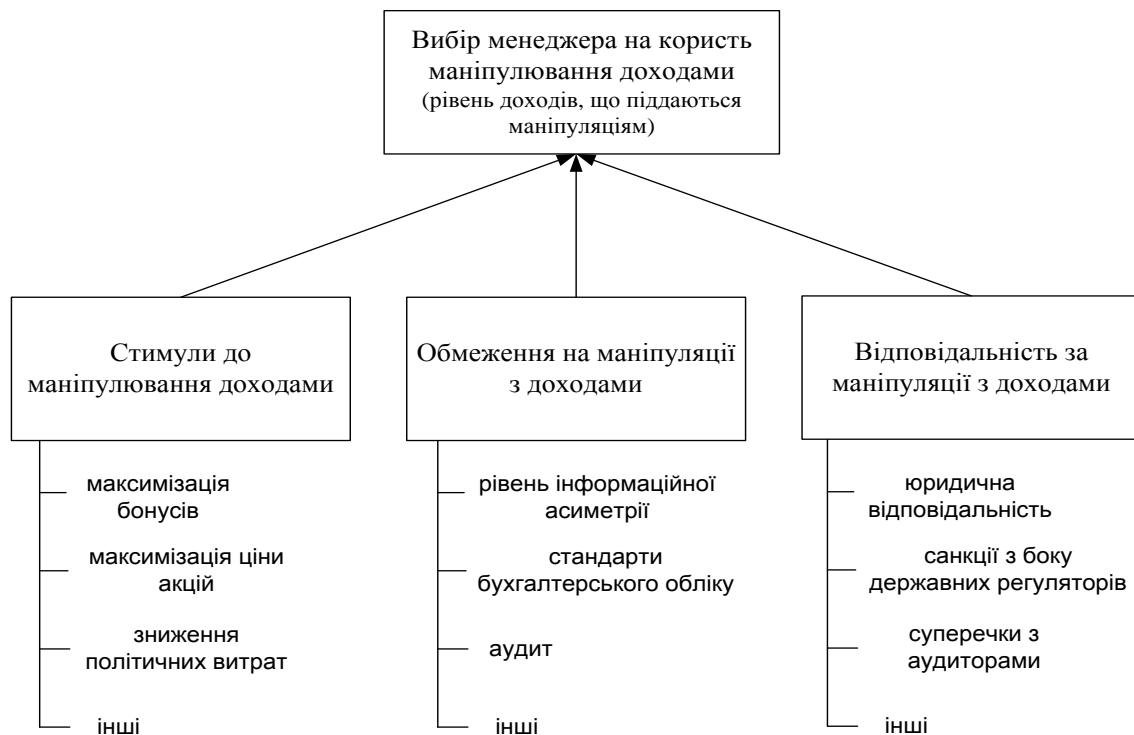 Вибір менеджера на користь
маніпулювання доходами
(рівень доходів, що піддаються
маніпуляціям)
Стимули до
маніпулювання доходами
максимізація
бонусів
максимізація ціни
акцій
зниження
політичних витрат
інші
Обмеження на маніпуляції
з доходами
рівень інформаційної
асиметрії
стандарти
бухгалтерського обліку
аудит
інші
Відповідальність за
маніпуляції з доходами
юридична
відповідальність
санкції з боку
державних регуляторів
суперечки з
аудиторами
інші